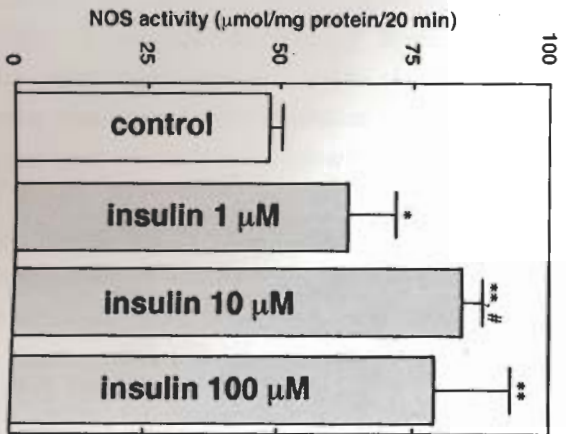 NOS activity (μmol/mg protein/20 min)
0
25
50
75
100
control
insulin 1 μM
*
insulin 10 μM
**,#
insulin 100 μM
**